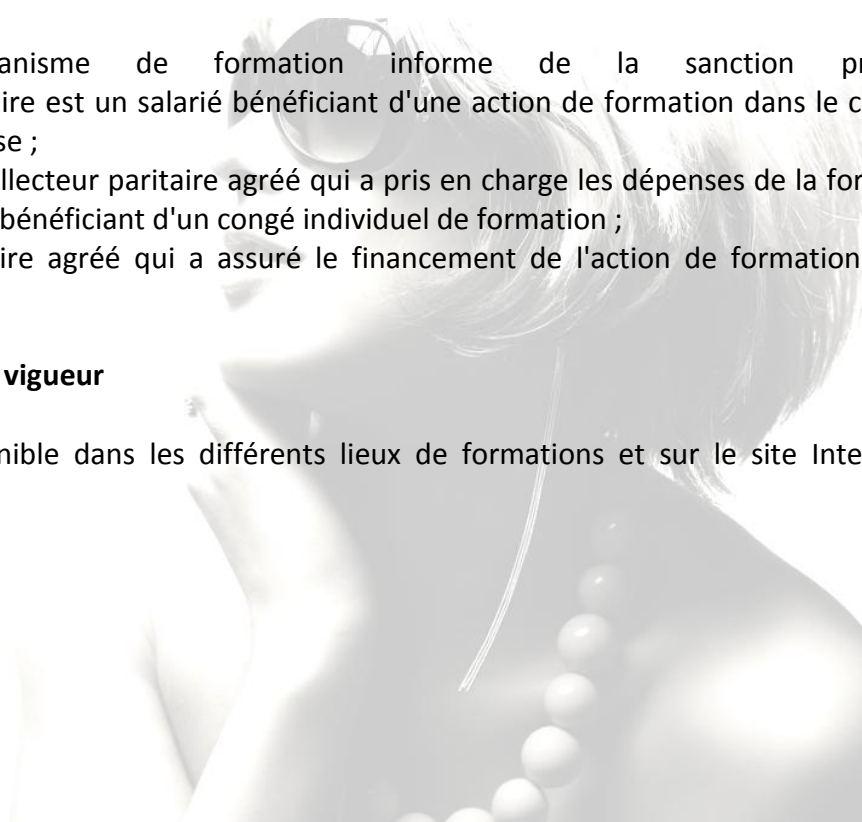 anisme de formation informe de la sanction pr
ire est un salarié bénéficiant d'une action de formation dans le c
se ;
llecteur paritaire agréé qui a pris en charge les dépenses de la for
bénéficiant d'un congé individuel de formation ;
ire agréé qui a assuré le financement de l'action de formation
vigueur
nible dans les différents lieux de formations et sur le site Inte